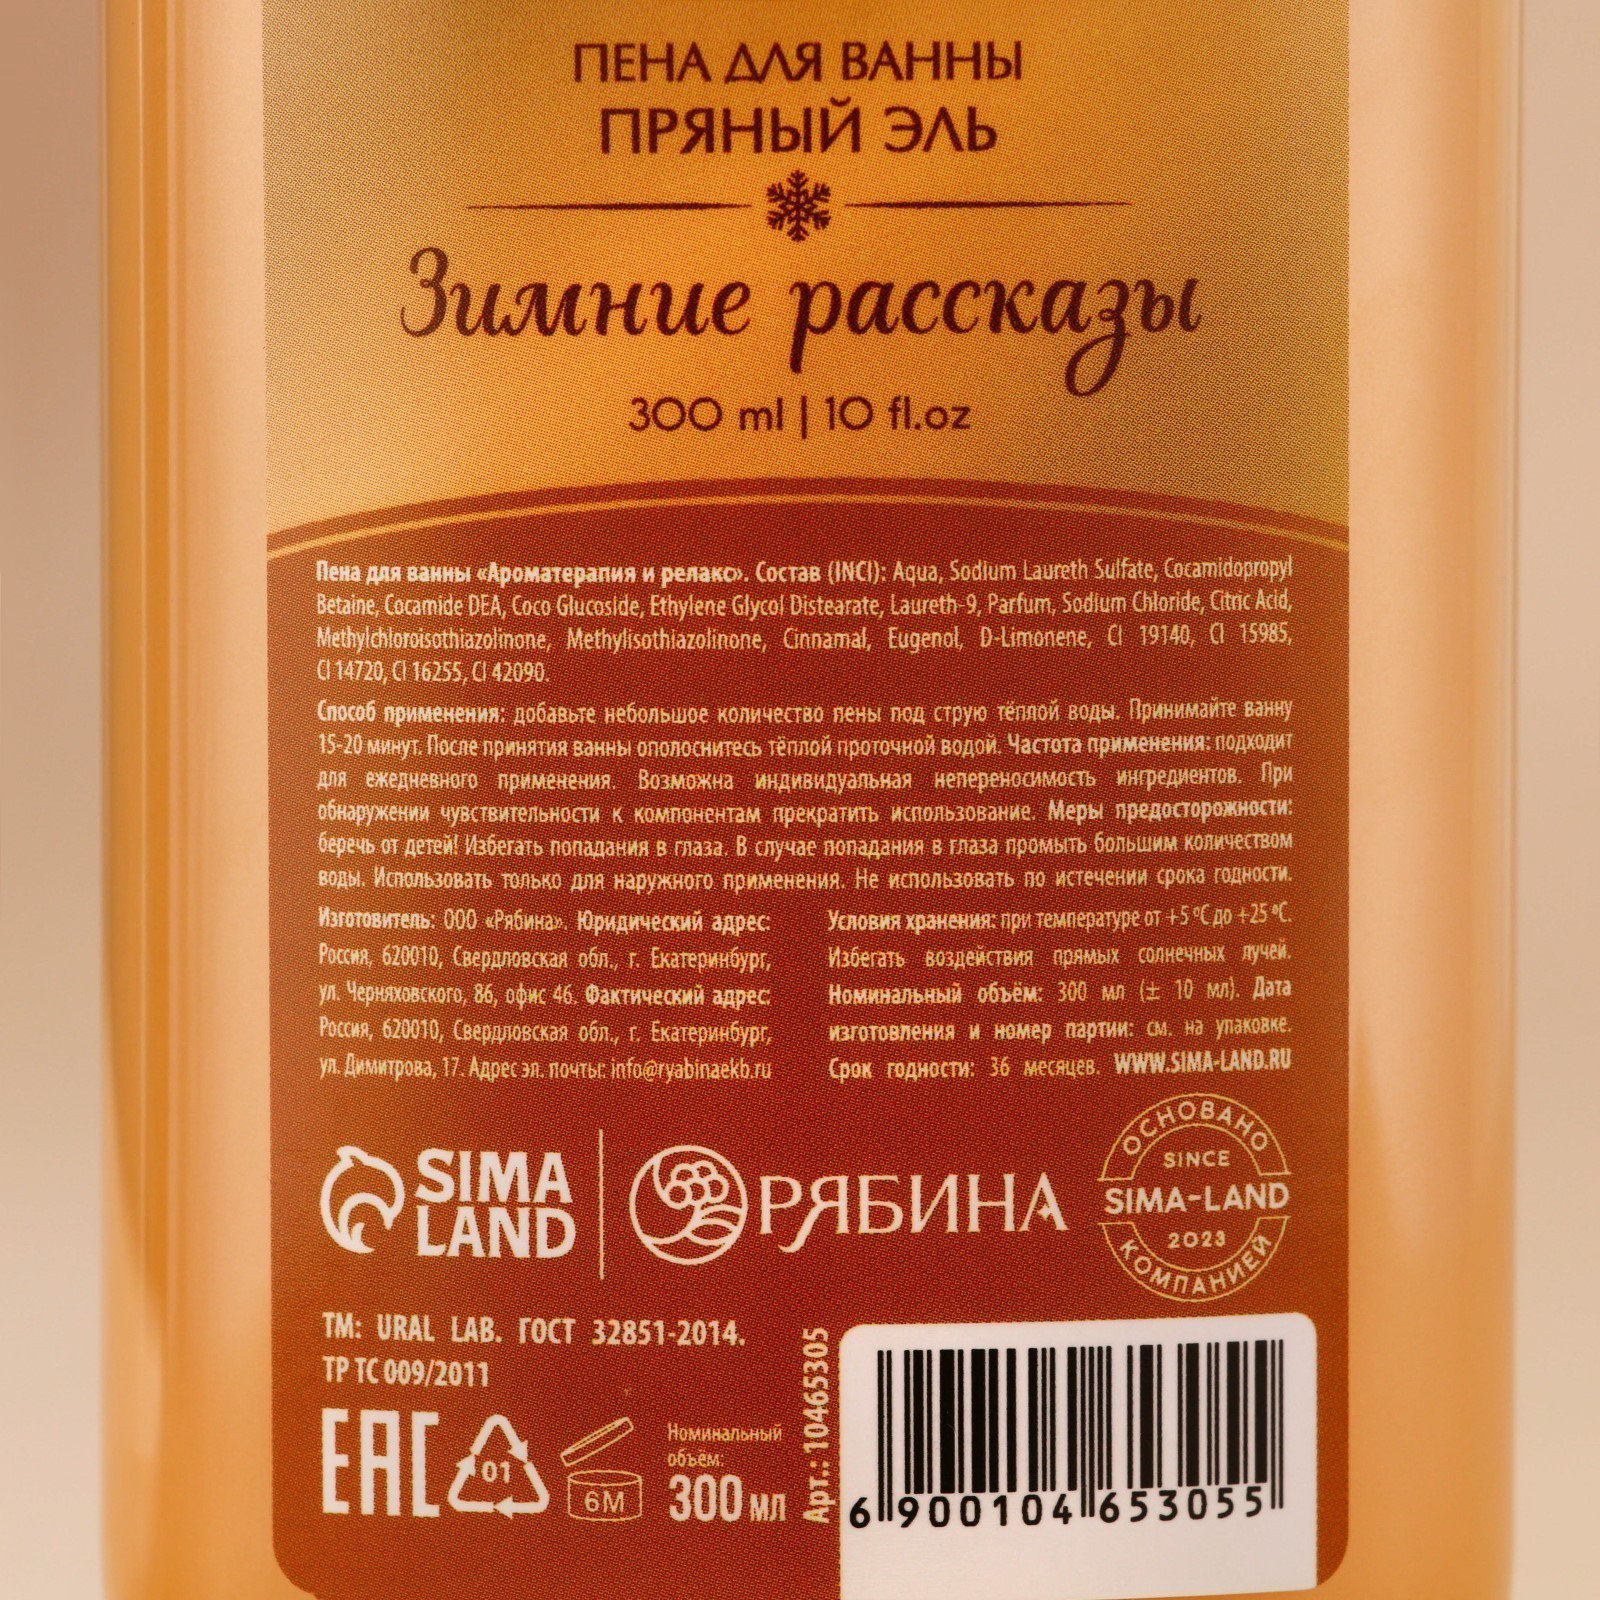 ПЕНА ДЛЯ ВАННЫ
ПРЯНЫЙ ЭЛЬ
Зимние рассказы
300 ml | 10 fl.oz
Пена для ванны «Ароматерапия и релакс». Состав (INCI): Aqua, Sodium Laureth Sulfate, Cocamidopropyl
Betaine, Cocamide DEA, Coco Glucoside, Ethylene Glycol Distearate, Laureth-9, Parfum, Sodium Chloride, Citric Acid,
Methylchloroisothiazolinone, Methylisothiazolinone, Cinnamal, Eugenol, D-Limonene, CI 19140, CI 15985,
CI 14720, CI 16255, CI 42090.
Способ применения: добавьте небольшое количество пены под струю тёплой воды. Принимайте ванну
15-20 минут. После принятия ванны ополоснитесь тёплой проточной водой. Частота применения: подходит
для ежедневного применения. Возможна индивидуальная непереносимость ингредиентов. При
обнаружении чувствительности к компонентам прекратить использование. Меры предосторожности:
беречь от детей! Избегать попадания в глаза. В случае попадания в глаза промыть большим количеством
воды. Использовать только для наружного применения. Не использовать по истечении срока годности.
Изготовитель: ООО «Рябина». Юридический адрес:
Россия, 620010, Свердловская обл., г. Екатеринбург,
ул. Черняховского, 86, офис 46. Фактический адрес:
Россия, 620010, Свердловская обл., г. Екатеринбург,
ул. Димитрова, 17. Адрес эл. почты: info@ryabinaekb.ru
Условия хранения: при температуре от +5 °С до +25 °С.
Избегать воздействия прямых солнечных лучей.
Номинальный объём: 300 мл (± 10 мл). Дата
изготовления и номер партии: см. на упаковке.
Срок годности: 36 месяцев. WWW.SIMA-LAND.RU
SIMA
LAND
РЯБИНА
ОСНОВАНО
SINCE
SIMA-LAND
2023
КОМПАНИЕЙ
ТМ: URAL LAB. ГОСТ 32851-2014.
ТР ТС 009/2011
EAC
01
6M
Номинальный
объём:
300 мл
Арт.: 10465305
6 900104 653055